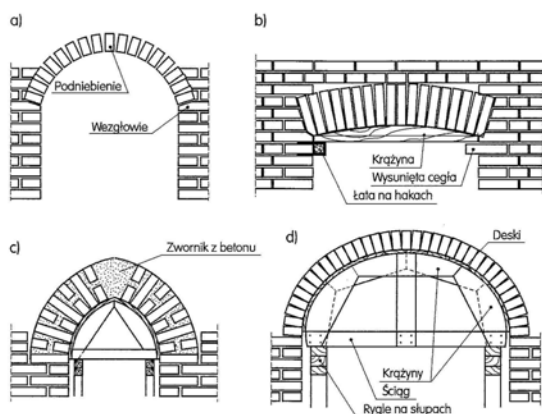 a)
Podniebienie
Wezgłowie
b)
Krążyna
Wysunięta cegła
Łata na hakach
c)
Zwornik z betonu
d)
Deski
Krążyny
Ściąg
Rygle na słupach